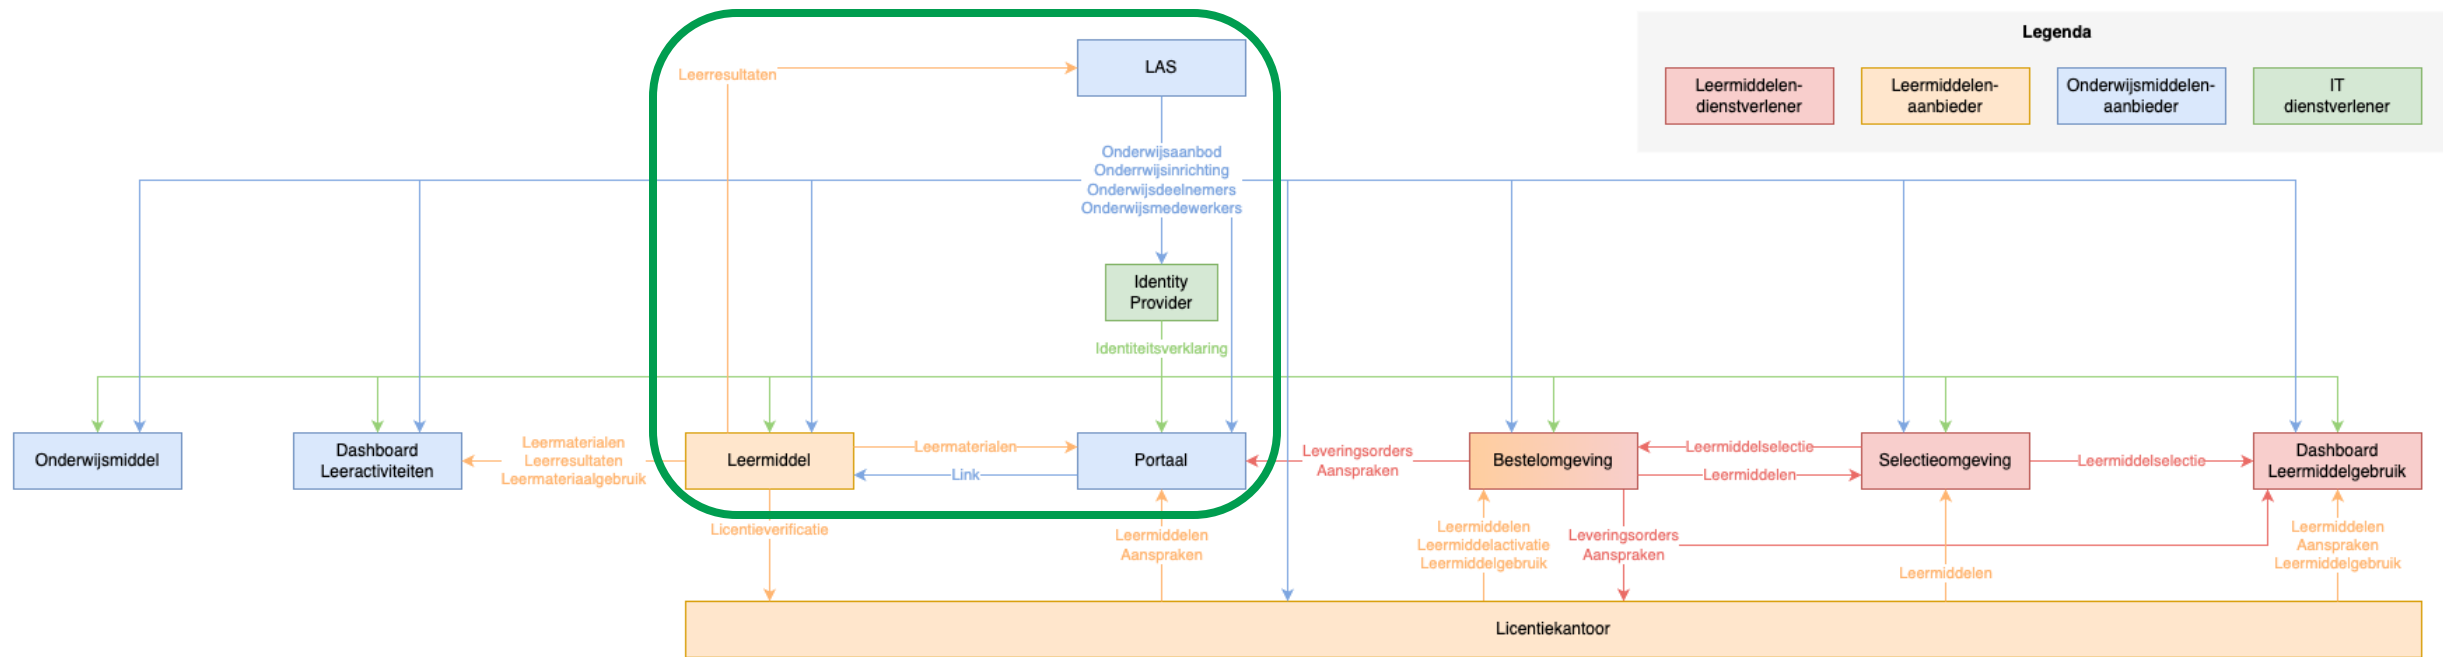 Legenda
Leermiddelen-
dienstverlener
Leermiddelen-
aanbieder
Onderwijsmiddelen-
aanbieder
IT
dienstverlener
Leerresultaten
LAS
Onderwijsaanbod
Onderrwijsinrichting
Onderwijsdeelnemers
Onderwijsmedewerkers
Identity
Provider
Identiteitsverklaring
Onderwijsmiddel
Dashboard
Leeractiviteiten
Leermaterialen
Leerresultaten
Leermateriaalgebruik
Leermiddel
Leermaterialen
Link
Portaal
Leveringsorders
Aanspraken
Bestelomgeving
Leermiddelselectie
Leermiddelen
Selectieomgeving
Leermiddelselectie
Dashboard
Leermiddelgebruik
Licentieverificatie
Leermiddelen
Aanspraken
Leermiddelen
Leermiddelactivatie
Leermiddelgebruik
Leveringsorders
Aanspraken
Leermiddelen
Leermiddelen
Aanspraken
Leermiddelgebruik
Licentiekantoor